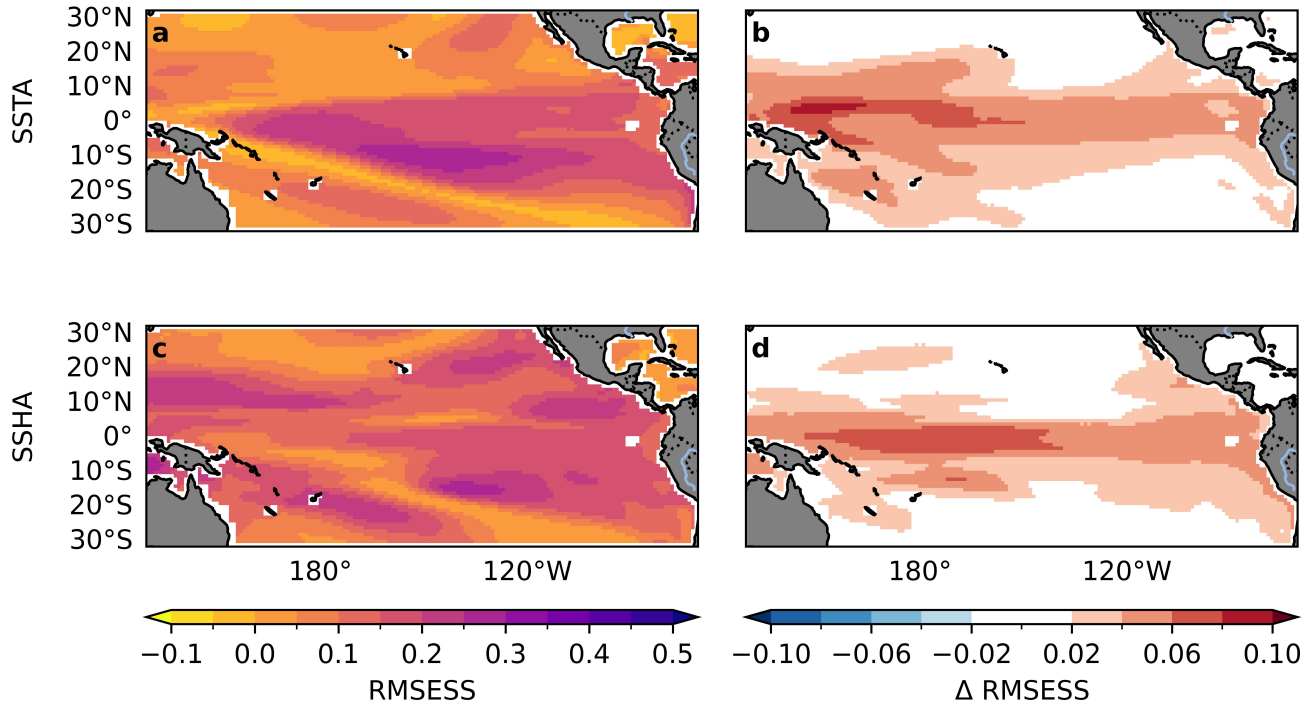 SSTA
30°N
20°N
10°N
0°
10°S
20°S
30°S
a
b
SSHA
30°N
20°N
10°N
0°
10°S
20°S
30°S
c
d
180° 120°W 180° 120°W
−0.1 0.0 0.1 0.2 0.3 0.4 0.5
RMSESS
−0.10 −0.06 −0.02 0.02 0.06 0.10
Δ RMSESS